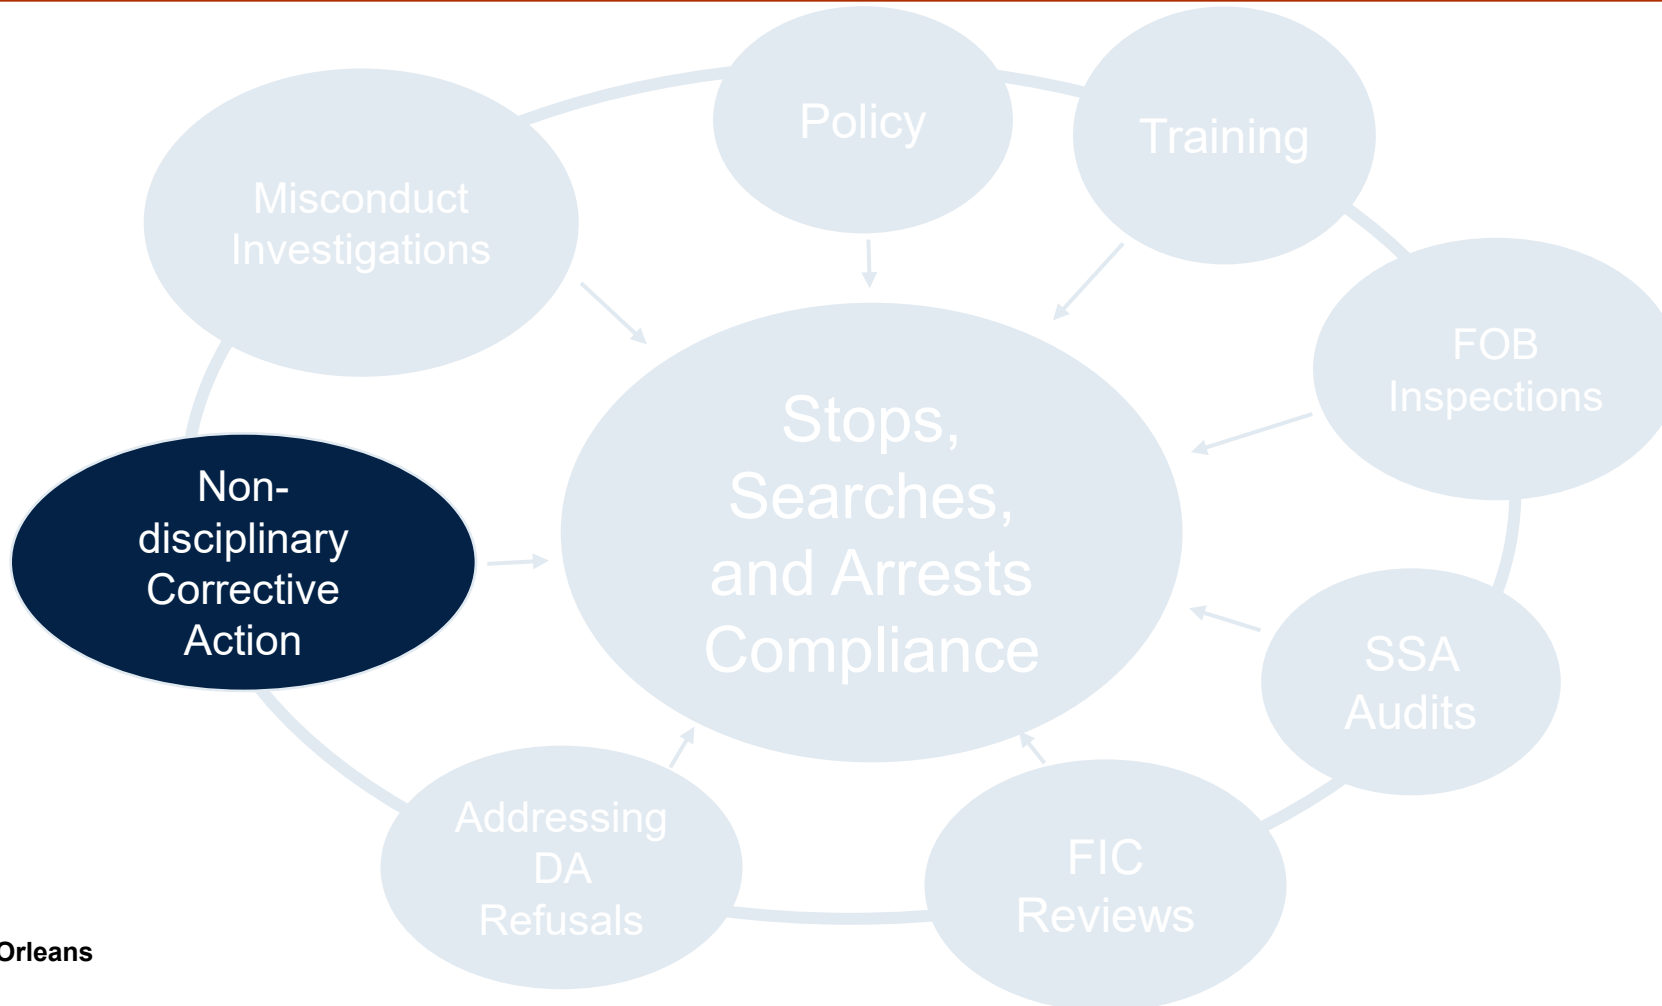 Policy
Training
Misconduct
Investigations
FOB
Inspections
Stops,
Searches,
and Arrests
Compliance
Non-
disciplinary
Corrective
Action
SSA
Audits
Addressing
DA
Refusals
FIC
Reviews
Orleans